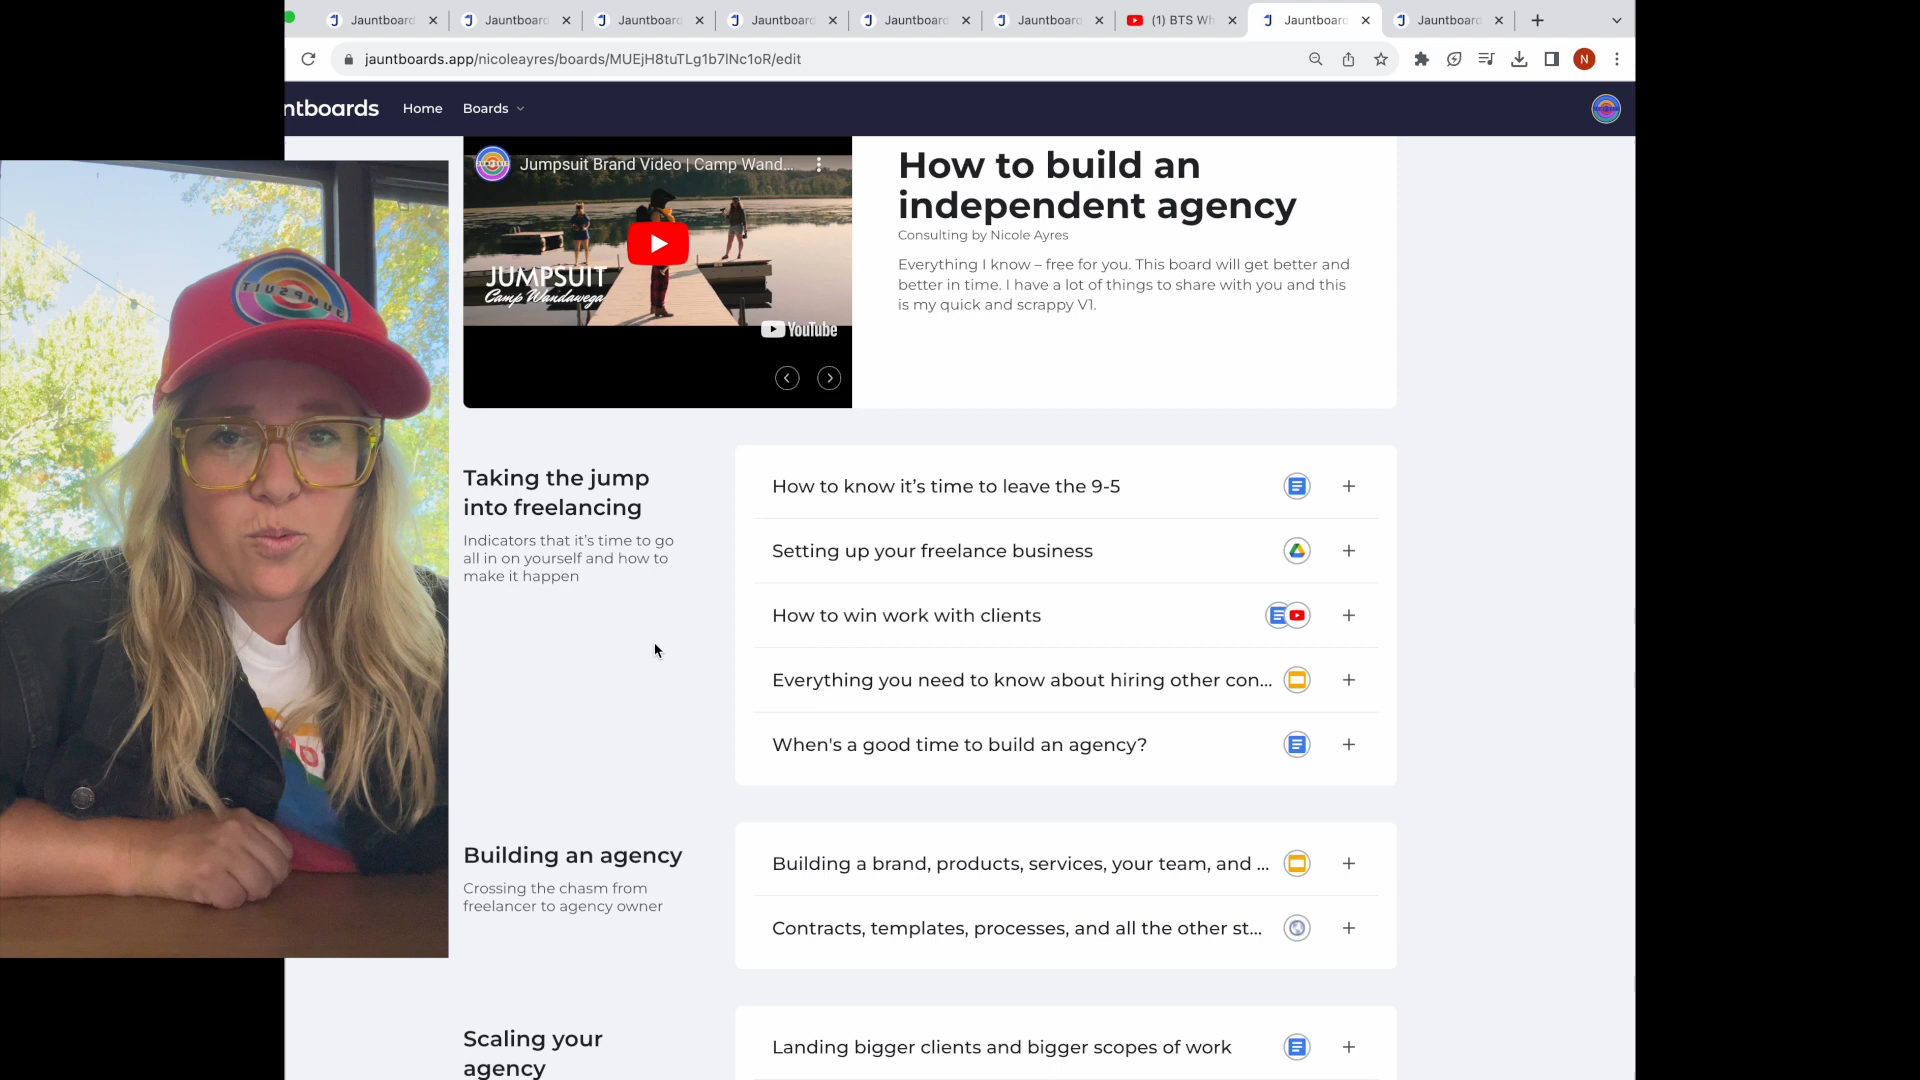 Jauntboard
Jauntboard
Jauntboard
Jauntboard
Jauntboard
Jauntboard
(1) BTS Wh
Jauntboard
Jauntboard
jauntboards.app/nicoleayres/boards/MUEjH8tuTLg1b7lNc1oR/edit
N
ntboards
Home
Boards
Jumpsuit Brand Video | Camp Wand...
JUMPSUIT
Camp Wandawega
YouTube
How to build an
independent agency
Consulting by Nicole Ayres
Everything I know – free for you. This board will get better and
better in time. I have a lot of things to share with you and this
is my quick and scrappy V1.
JUMPSUIT
Taking the jump
into freelancing
Indicators that it’s time to go
all in on yourself and how to
make it happen
How to know it’s time to leave the 9-5
Setting up your freelance business
How to win work with clients
Everything you need to know about hiring other con...
When's a good time to build an agency?
Building an agency
Crossing the chasm from
freelancer to agency owner
Building a brand, products, services, your team, and ...
Contracts, templates, processes, and all the other st...
Scaling your
agency
Landing bigger clients and bigger scopes of work